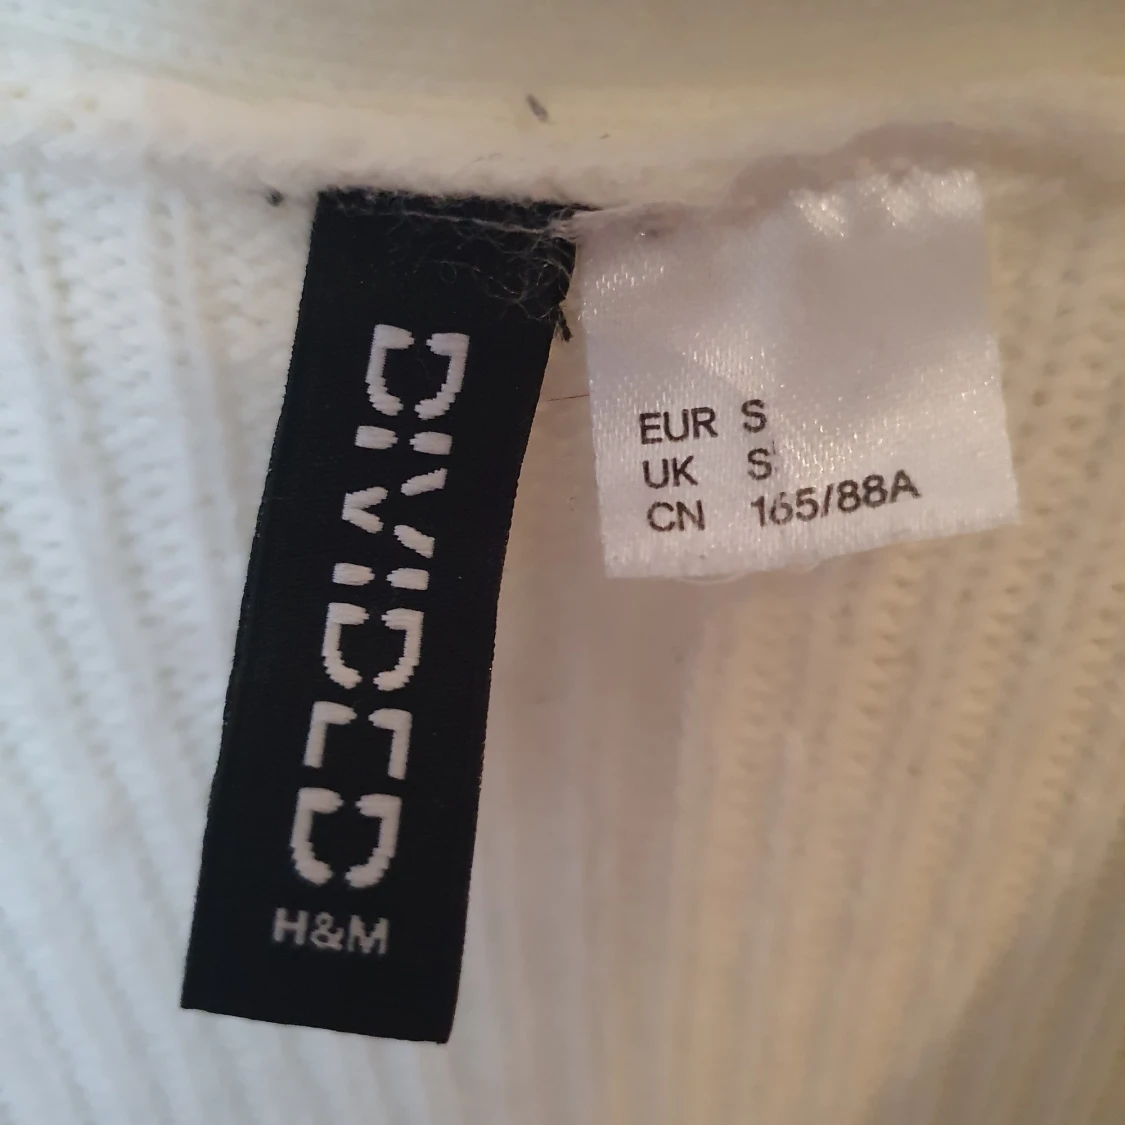 DIVIDED
H&M
EUR S
UK S
CN 165/88A